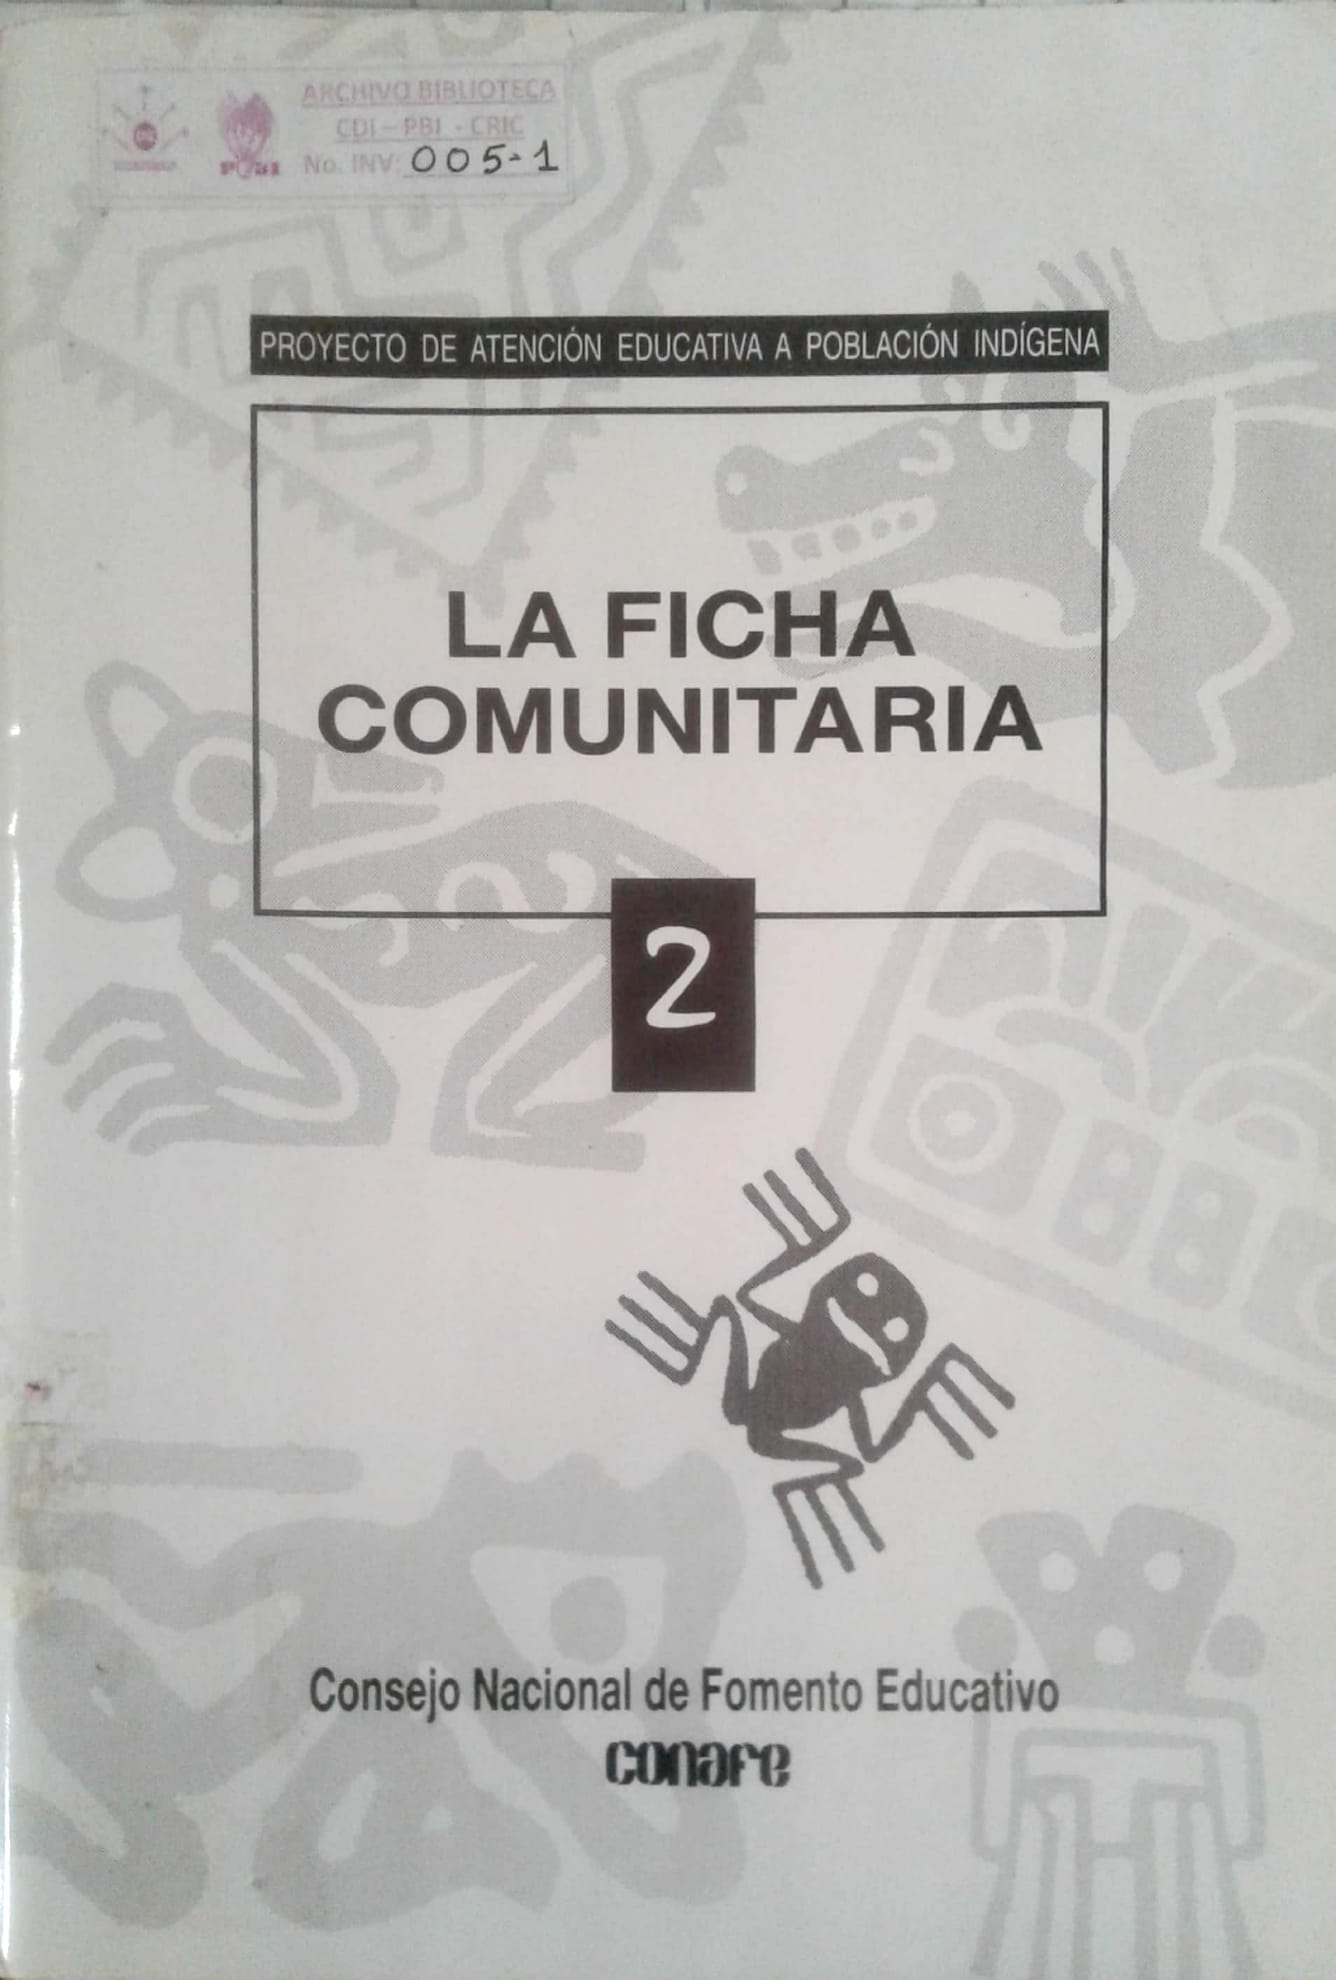 ARCHIVO BIBLIOTECA
CDI - PBI - CRIC
No. INV: 005-1
PROYECTO DE ATENCIÓN EDUCATIVA A POBLACIÓN INDÍGENA
LA FICHA
COMUNITARIA
2
Consejo Nacional de Fomento Educativo
conafe